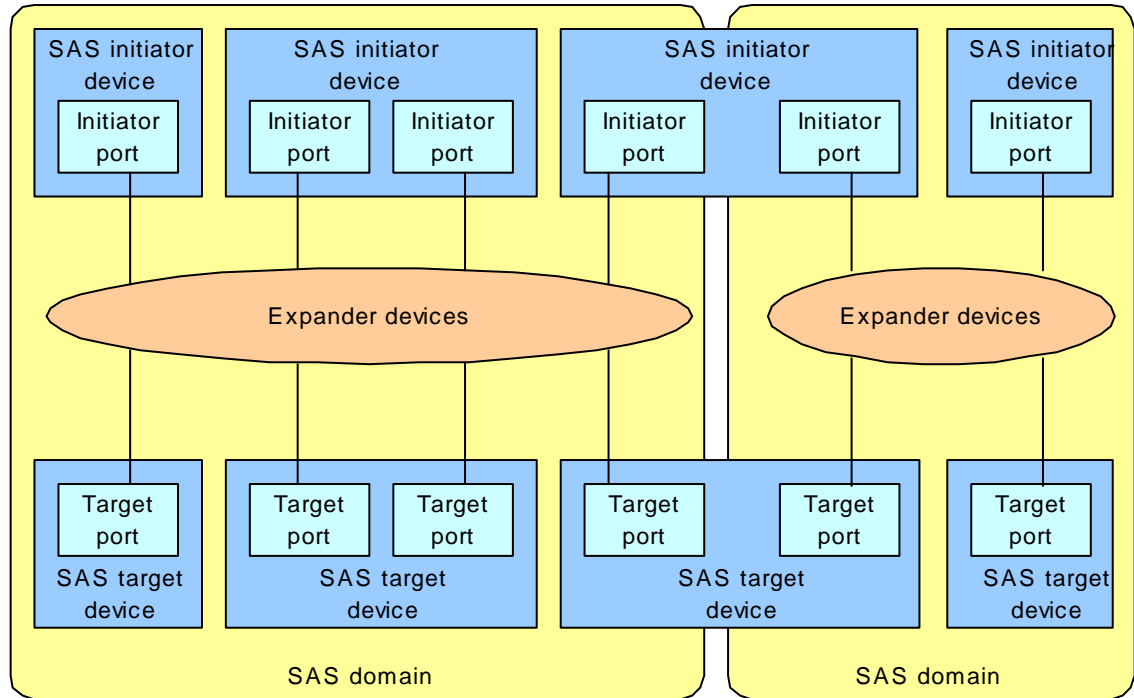 SAS initiator
device
Initiator
port
SAS initiator
device
Initiator
port
Initiator
port
SAS initiator
device
Initiator
port
Initiator
port
SAS initiator
device
Initiator
port
Expander devices
Expander devices
Target
port
SAS target
device
Target
port
Target
port
SAS target
device
Target
port
Target
port
SAS target
device
Target
port
SAS target
device
SAS domain
SAS domain